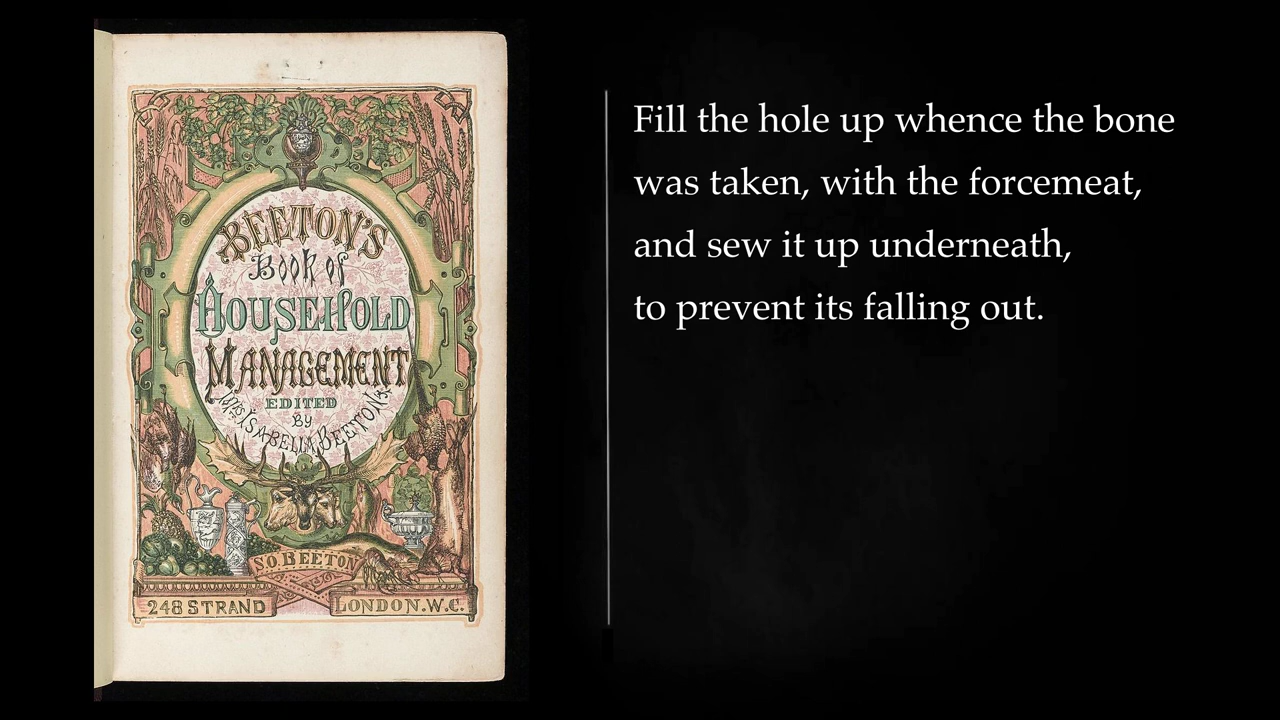 BEETON'S
Book of
HOUSEHOLD
MANAGEMENT
EDITED
By
MRS ISABELLA BEETON
S.O. BEETON
248 STRAND
LONDON.W.C.
Fill the hole up whence the bone
was taken, with the forcemeat,
and sew it up underneath,
to prevent its falling out.